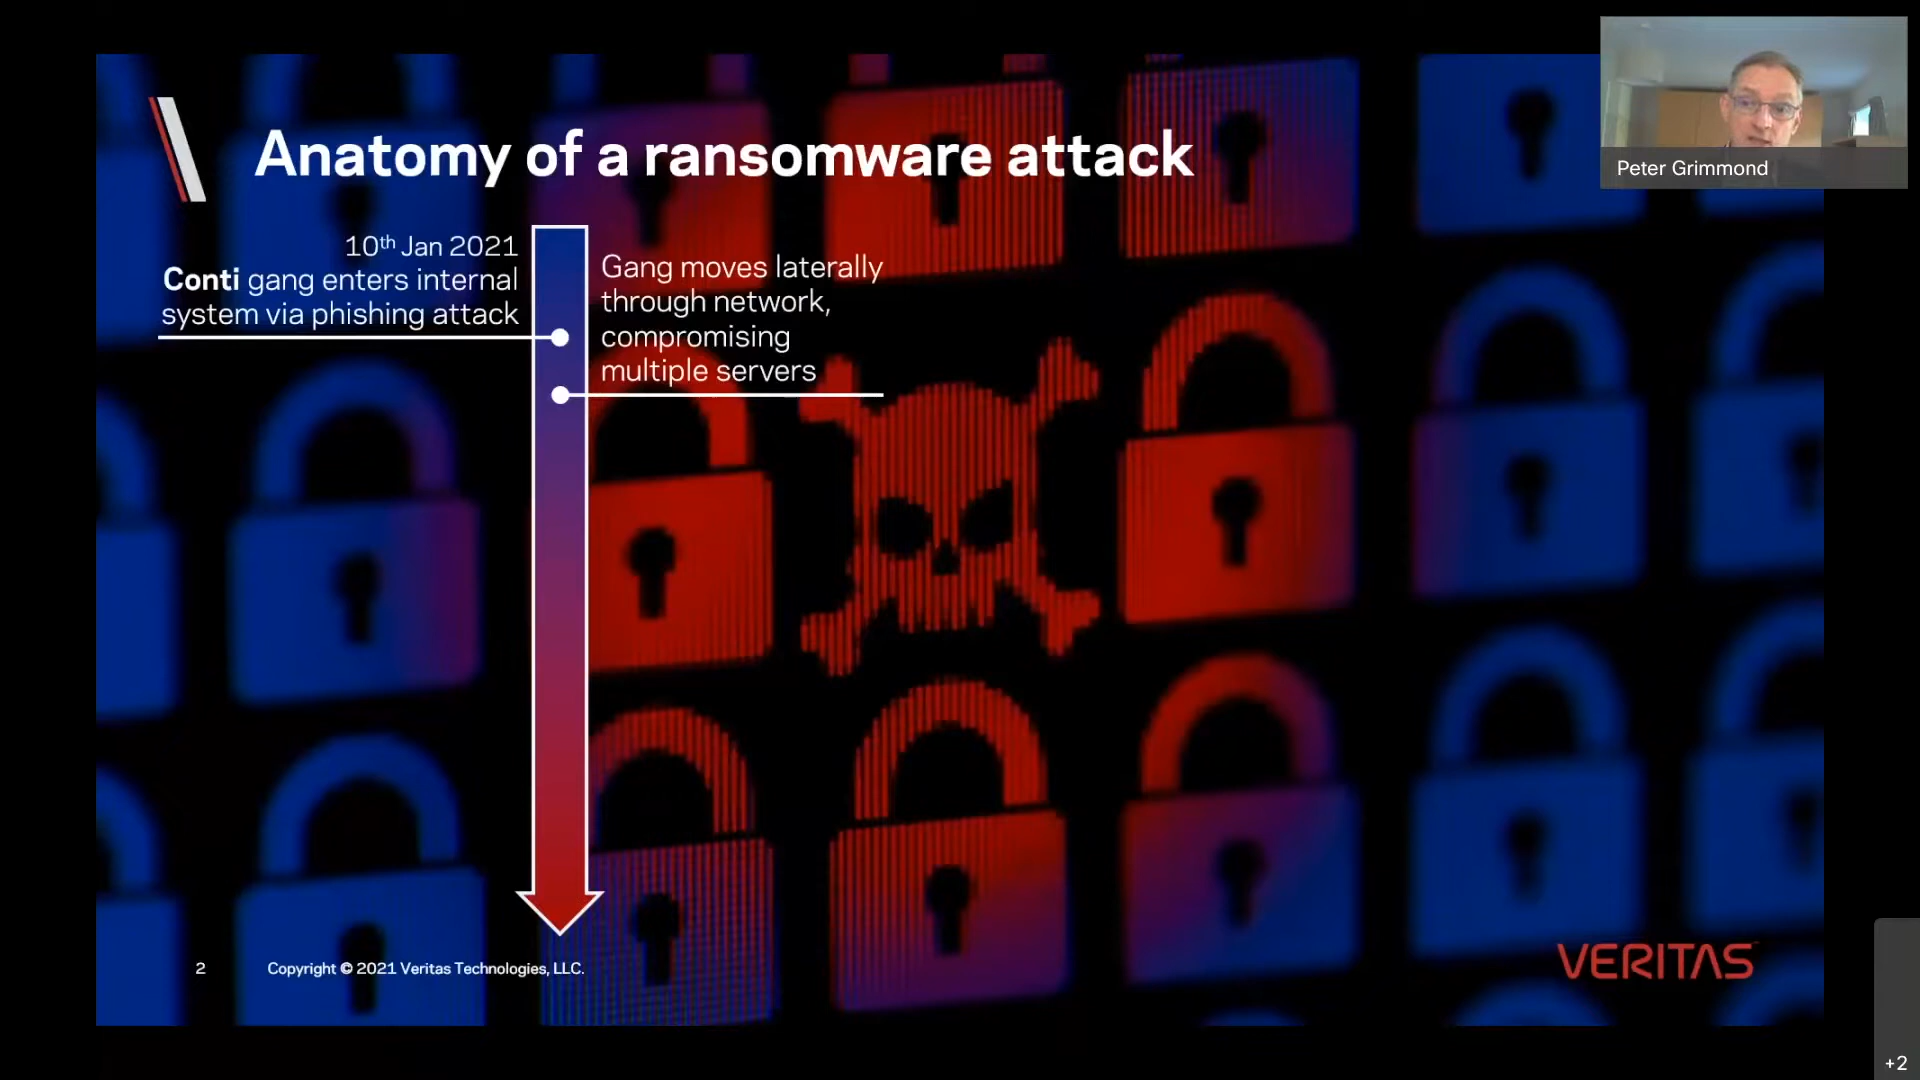 Peter Grimmond
Anatomy of a ransomware attack
10th Jan 2021
Conti gang enters internal
system via phishing attack
Gang moves laterally
through network,
compromising
multiple servers
2
Copyright © 2021 Veritas Technologies, LLC.
VERITAS
+2